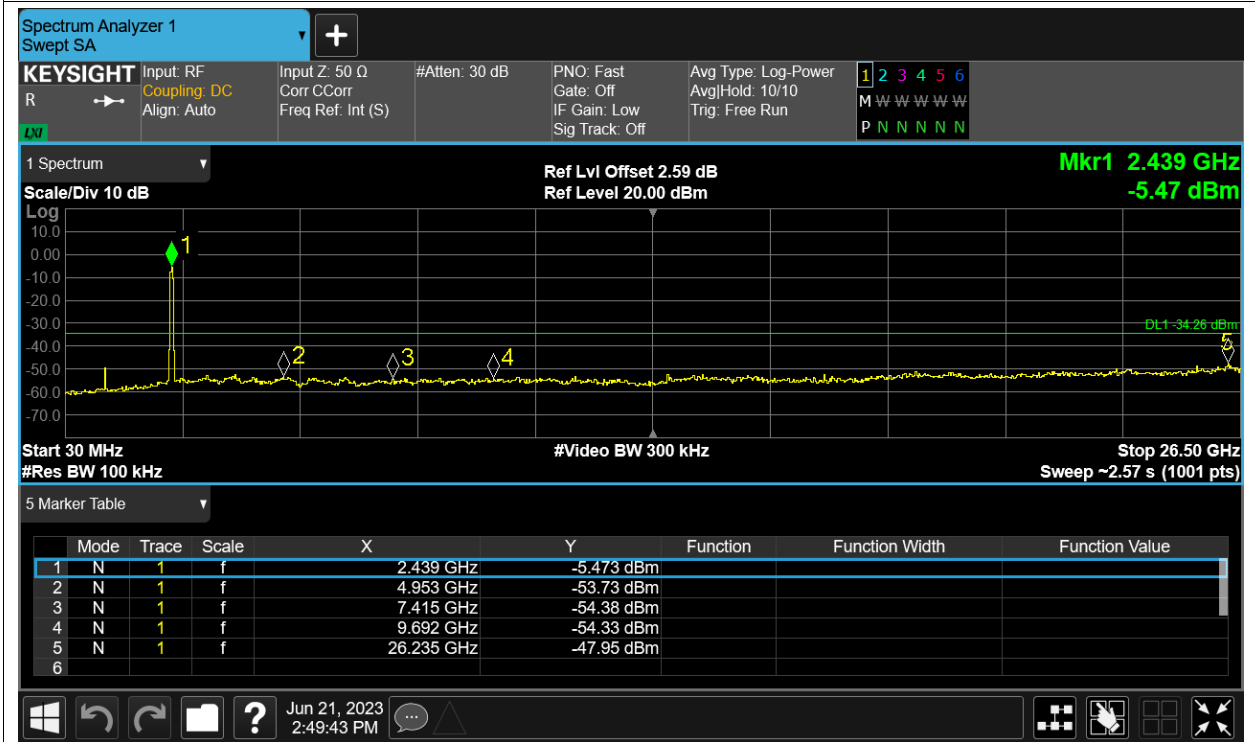 Spectrum Analyzer 1
Swept SA
+
KEYSIGHT
R
LXI
Input: RF
Coupling: DC
Align: Auto
Input Z: 50 Ω
Corr CCorr
Freq Ref: Int (S)
#Atten: 30 dB
PNO: Fast
Gate: Off
IF Gain: Low
Sig Track: Off
Avg Type: Log-Power
Avg|Hold: 10/10
Trig: Free Run
1 2 3 4 5 6
M W W W W W
P N N N N N
1 Spectrum
Scale/Div 10 dB
Ref Lvl Offset 2.59 dB
Ref Level 20.00 dBm
Mkr1 2.439 GHz
-5.47 dBm
Log
10.0
0.00
-10.0
-20.0
-30.0
-40.0
-50.0
-60.0
-70.0
1
2
3
4
5
DL1 -34.26 dBm
Start 30 MHz
#Res BW 100 kHz
#Video BW 300 kHz
Stop 26.50 GHz
Sweep ~2.57 s (1001 pts)
5 Marker Table
Mode Trace Scale X Y Function Function Width Function Value
1 N 1 f 2.439 GHz -5.473 dBm
2 N 1 f 4.953 GHz -53.73 dBm
3 N 1 f 7.415 GHz -54.38 dBm
4 N 1 f 9.692 GHz -54.33 dBm
5 N 1 f 26.235 GHz -47.95 dBm
6
?
Jun 21, 2023
2:49:43 PM